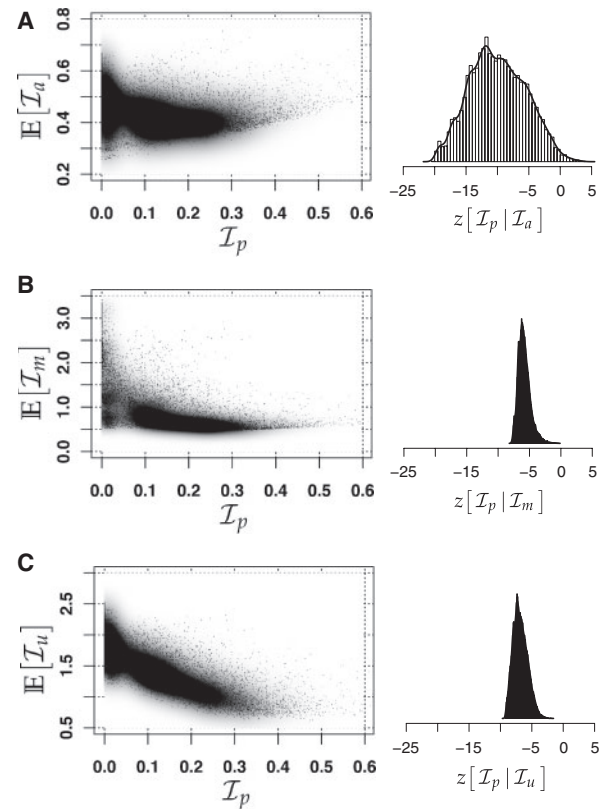 A
𝔼[ℐₐ]
0.2 0.4 0.6 0.8
0.0 0.1 0.2 0.3 0.4 0.5 0.6
ℐₚ
−25 −15 −5 0 5
z[ℐₚ|ℐₐ]
B
𝔼[ℐₘ]
0.0 1.0 2.0 3.0
0.0 0.1 0.2 0.3 0.4 0.5 0.6
ℐₚ
−25 −15 −5 0 5
z[ℐₚ|ℐₘ]
C
𝔼[ℐᵤ]
0.5 1.5 2.5
0.0 0.1 0.2 0.3 0.4 0.5 0.6
ℐₚ
−25 −15 −5 0 5
z[ℐₚ|ℐᵤ]